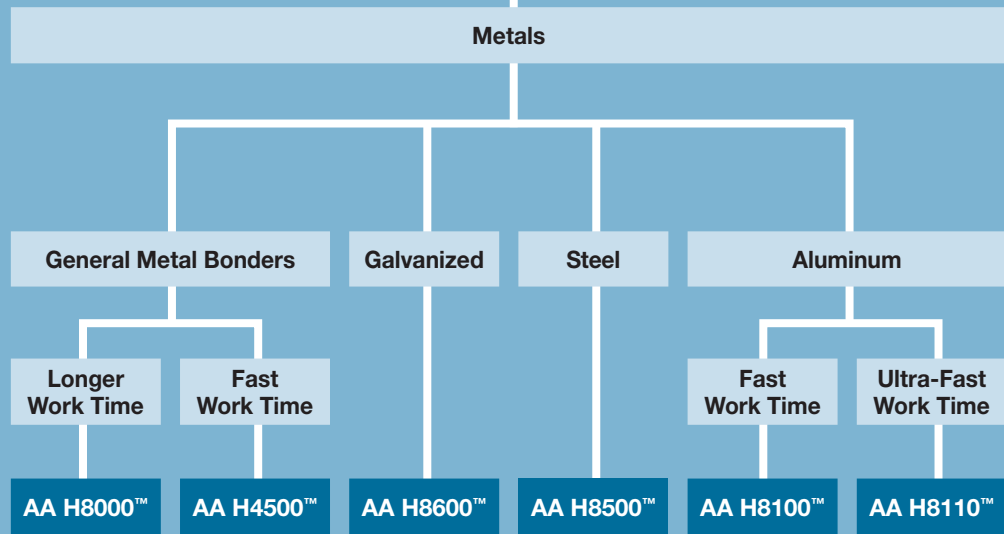 Metals
General Metal Bonders
Galvanized
Steel
Aluminum
Longer
Work Time
Fast
Work Time
Fast
Work Time
Ultra-Fast
Work Time
AA H8000™
AA H4500™
AA H8600™
AA H8500™
AA H8100™
AA H8110™